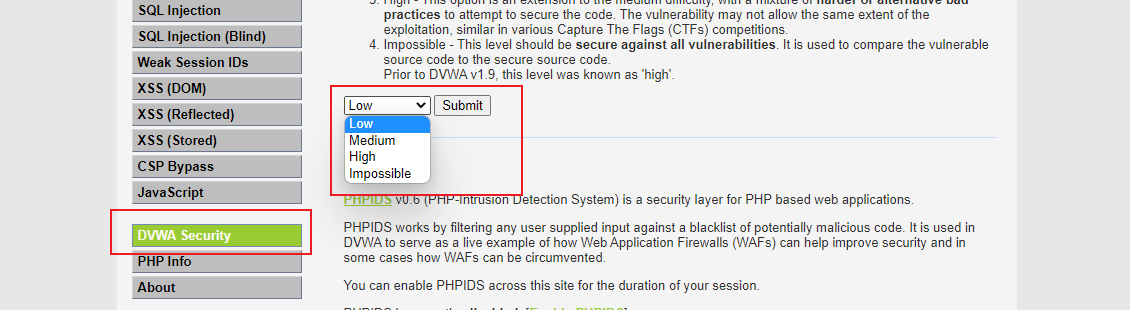 SQL Injection
SQL Injection (Blind)
Weak Session IDs
XSS (DOM)
XSS (Reflected)
XSS (Stored)
CSP Bypass
JavaScript
DVWA Security
PHP Info
About
3. High - This option is an extension to the medium difficulty, with a mixture of harder or alternative bad
practices to attempt to secure the code. The vulnerability may not allow the same extent of the
exploitation, similar in various Capture The Flags (CTFs) competitions.
4. Impossible - This level should be secure against all vulnerabilities. It is used to compare the vulnerable
source code to the secure source code.
Prior to DVWA v1.9, this level was known as 'high'.
Low Submit
Low
Medium
High
Impossible
PHPIDS v0.6 (PHP-Intrusion Detection System) is a security layer for PHP based web applications.
PHPIDS works by filtering any user supplied input against a blacklist of potentially malicious code. It is used in
DVWA to serve as a live example of how Web Application Firewalls (WAFs) can help improve security and in
some cases how WAFs can be circumvented.
You can enable PHPIDS across this site for the duration of your session.